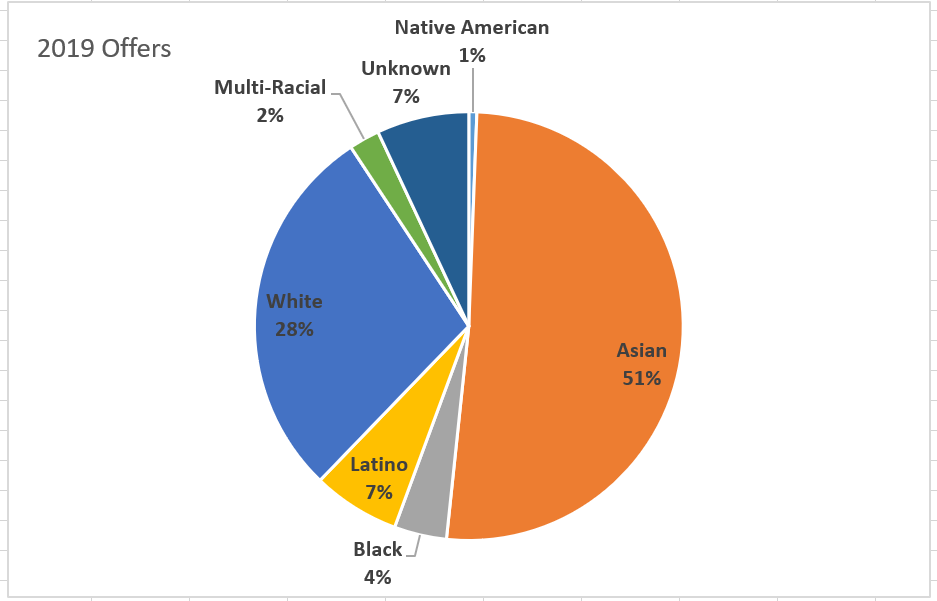 2019 Offers
Native American
1%
Unknown
7%
Multi-Racial
2%
White
28%
Asian
51%
Latino
7%
Black
4%